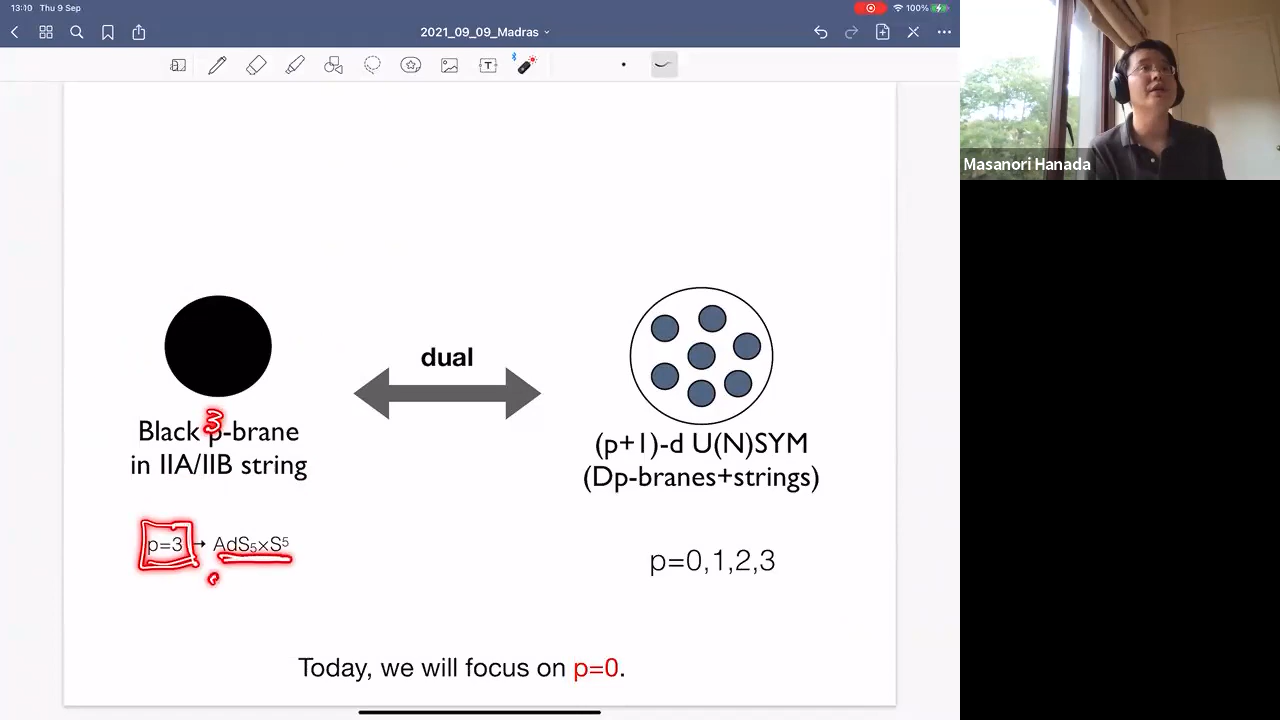 13:10 Thu 9 Sep
100%
2021_09_09_Madras
T
Masanori Hanada
dual
3
Black p-brane
in IIA/IIB string
(p+1)-d U(N)SYM
(Dp-branes+strings)
p=3 → AdS₅×S⁵
p=0,1,2,3
Today, we will focus on p=0.